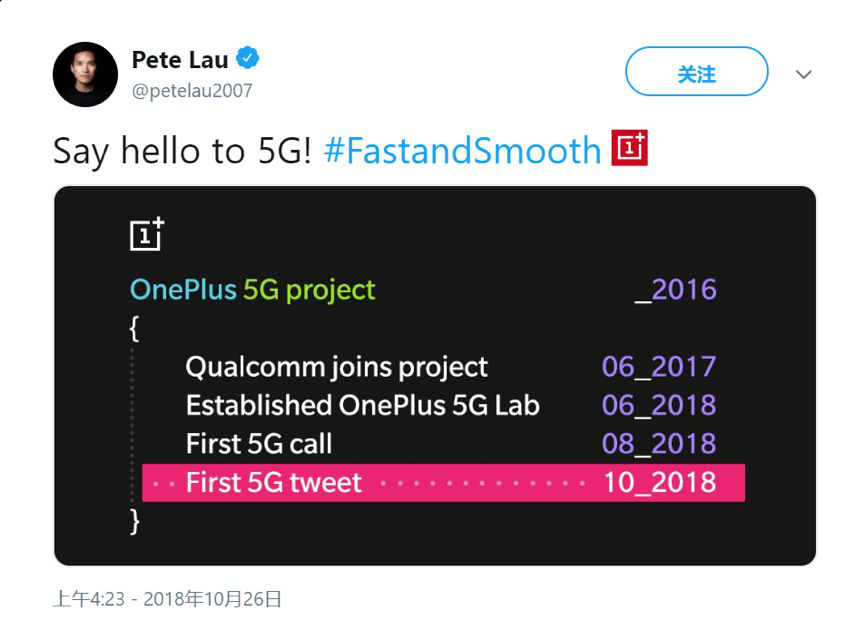 Pete Lau
@petelau2007
关注
Say hello to 5G! #FastandSmooth
1+
OnePlus 5G project _2016
{
Qualcomm joins project 06_2017
Established OnePlus 5G Lab 06_2018
First 5G call 08_2018
·· First 5G tweet ············· 10_2018
}
上午4:23 - 2018年10月26日